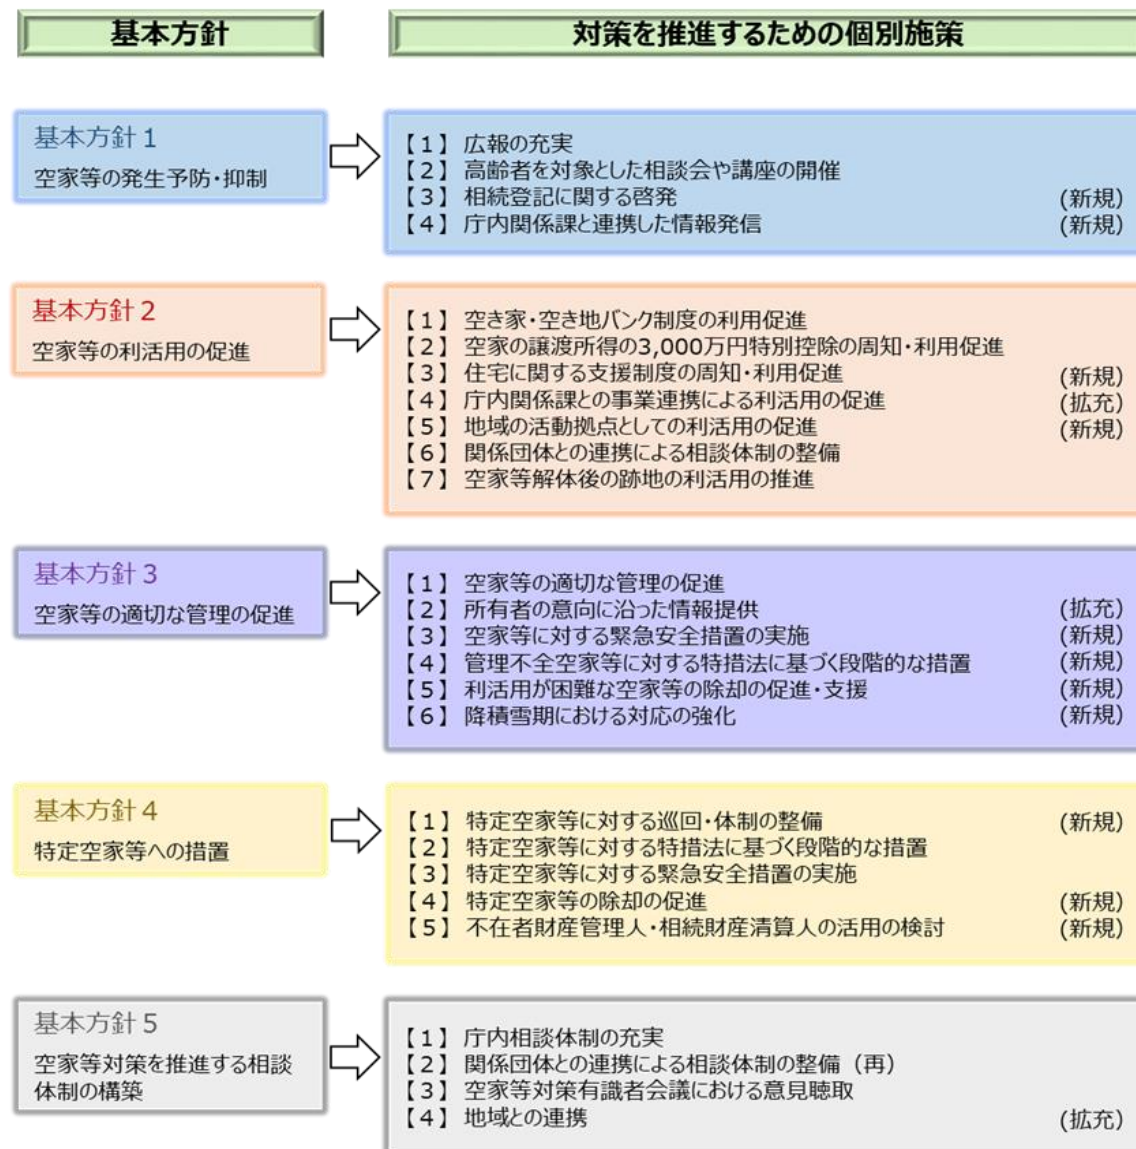 基本方針
対策を推進するための個別施策
基本方針1
空家等の発生予防・抑制
【1】 広報の充実
【2】 高齢者を対象とした相談会や講座の開催
【3】 相続登記に関する啓発 (新規)
【4】 庁内関係課と連携した情報発信 (新規)
基本方針2
空家等の利活用の促進
【1】 空き家・空き地バンク制度の利用促進
【2】 空家の譲渡所得の3,000万円特別控除の周知・利用促進
【3】 住宅に関する支援制度の周知・利用促進 (新規)
【4】 庁内関係課との事業連携による利活用の促進 (拡充)
【5】 地域の活動拠点としての利活用の促進 (新規)
【6】 関係団体との連携による相談体制の整備
【7】 空家等解体後の跡地の利活用の推進
基本方針3
空家等の適切な管理の促進
【1】 空家等の適切な管理の促進
【2】 所有者の意向に沿った情報提供 (拡充)
【3】 空家等に対する緊急安全措置の実施 (新規)
【4】 管理不全空家等に対する特措法に基づく段階的な措置 (新規)
【5】 利活用が困難な空家等の除却の促進・支援 (新規)
【6】 降積雪期における対応の強化 (新規)
基本方針4
特定空家等への措置
【1】 特定空家等に対する巡回・体制の整備 (新規)
【2】 特定空家等に対する特措法に基づく段階的な措置
【3】 特定空家等に対する緊急安全措置の実施
【4】 特定空家等の除却の促進 (新規)
【5】 不在者財産管理人・相続財産清算人の活用の検討 (新規)
基本方針5
空家等対策を推進する相談
体制の構築
【1】 庁内相談体制の充実
【2】 関係団体との連携による相談体制の整備（再）
【3】 空家等対策有識者会議における意見聴取
【4】 地域との連携 (拡充)